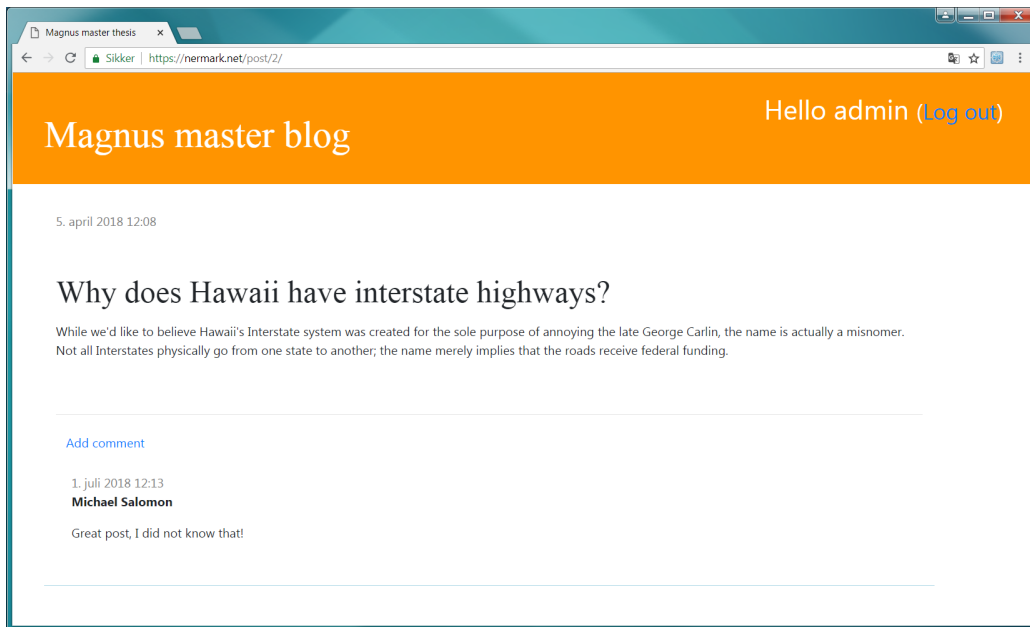 Magnus master thesis
Sikker https://nermark.net/post/2/
Hello admin (Log out)
Magnus master blog
5. april 2018 12:08
Why does Hawaii have interstate highways?
While we'd like to believe Hawaii's Interstate system was created for the sole purpose of annoying the late George Carlin, the name is actually a misnomer.
Not all Interstates physically go from one state to another; the name merely implies that the roads receive federal funding.
Add comment
1. juli 2018 12:13
Michael Salomon
Great post, I did not know that!